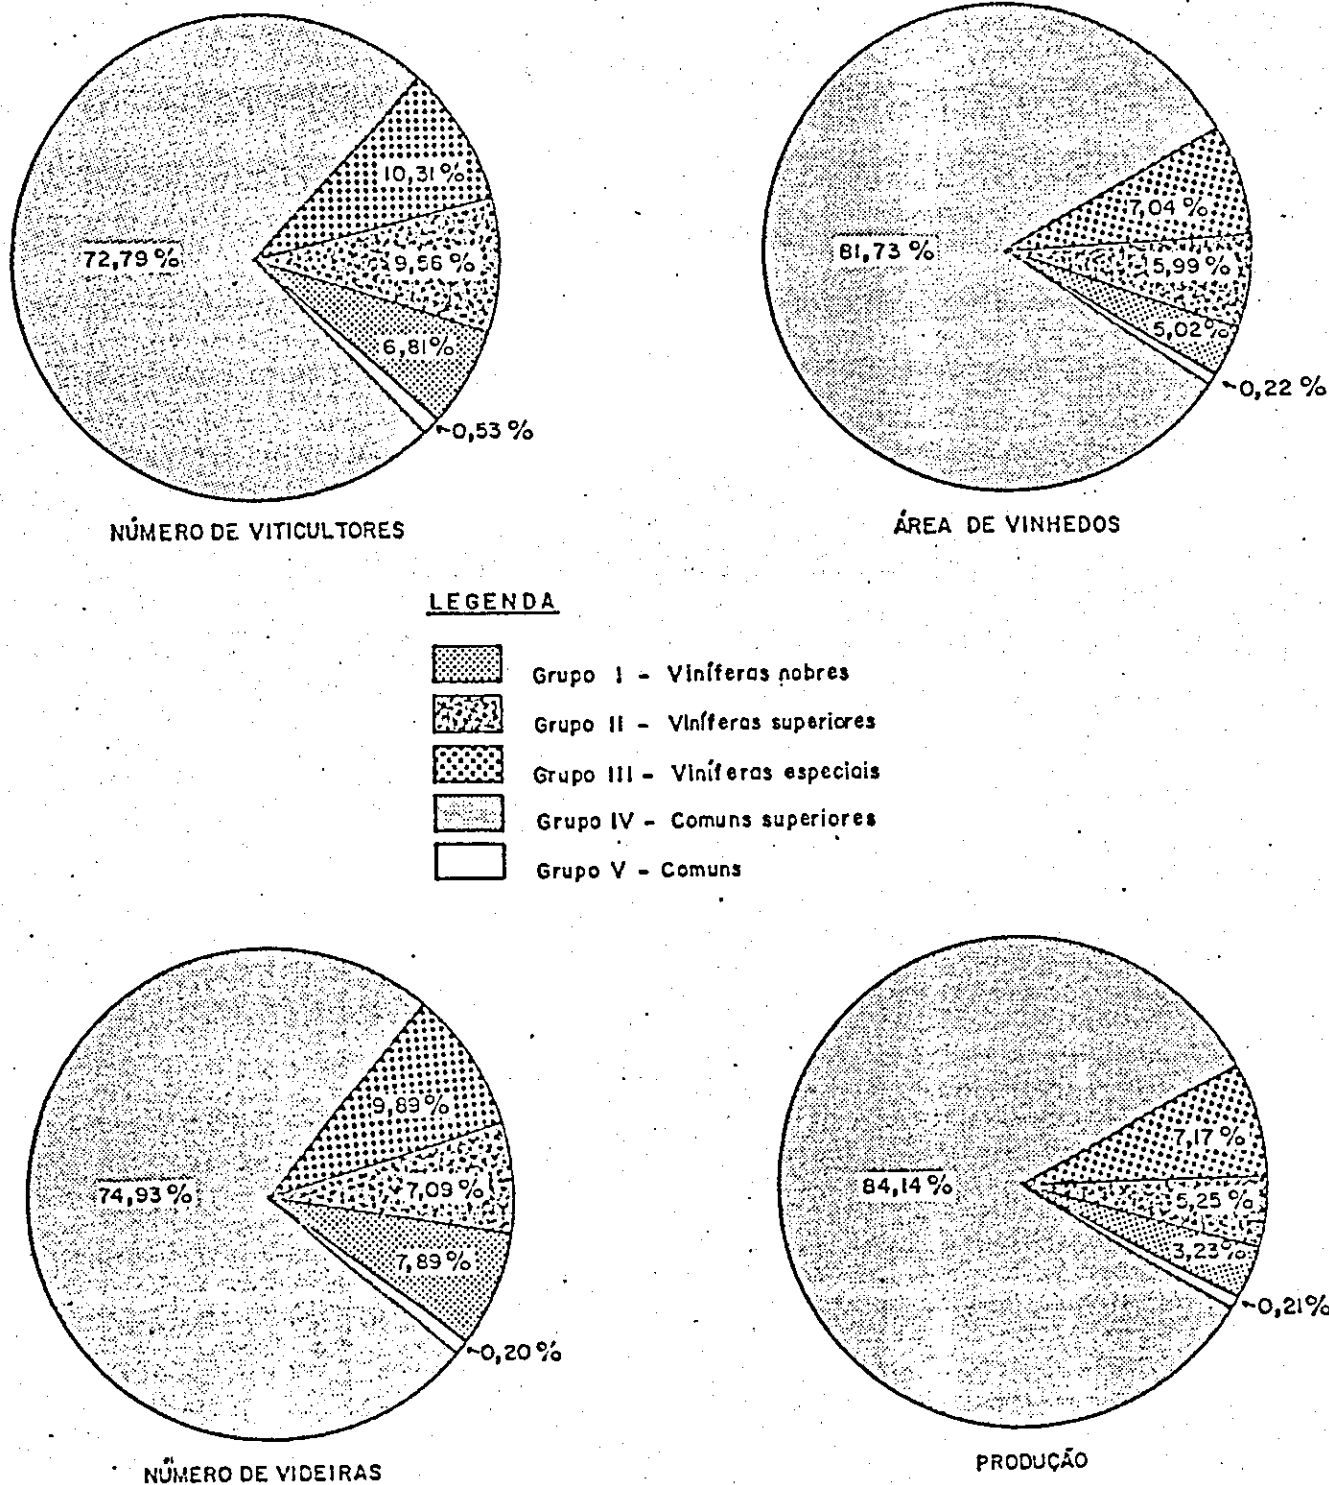 10,31%
72,79%
9,56%
6,81%
0,53%
NÚMERO DE VITICULTORES
7,04%
81,73%
5,99%
5,02%
0,22%
ÁREA DE VINHEDOS
LEGENDA
Grupo I - Viníferas nobres
Grupo II - Viníferas superiores
Grupo III - Viníferas especiais
Grupo IV - Comuns superiores
Grupo V - Comuns
9,89%
74,93%
7,09%
7,89%
0,20%
NÚMERO DE VIDEIRAS
7,17%
84,14%
5,25%
3,23%
0,21%
PRODUÇÃO